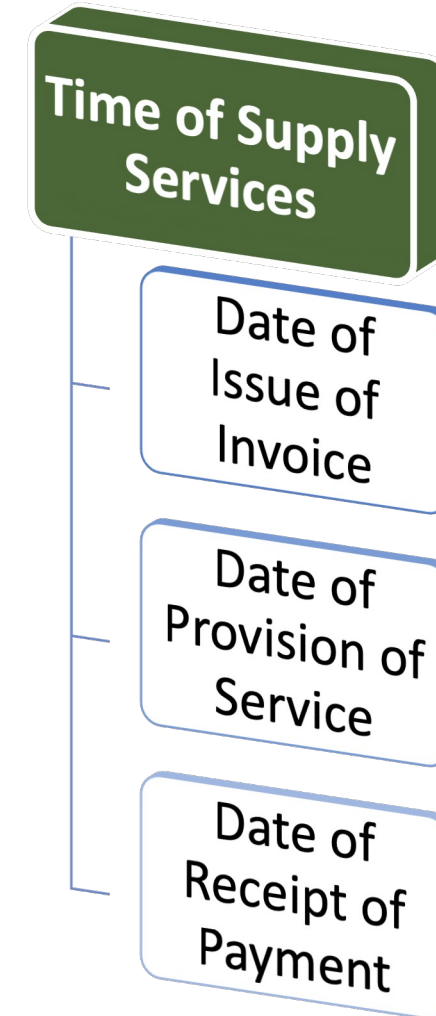 Time of Supply
Services
Date of
Issue of
Invoice
Date of
Provision of
Service
Date of
Receipt of
Payment